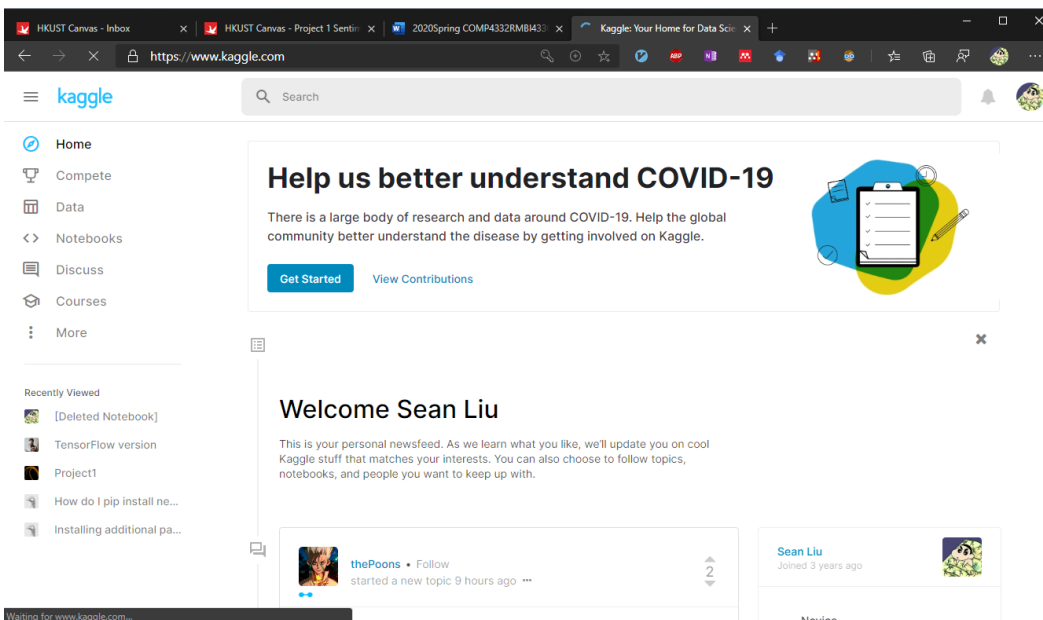 HKUST Canvas - Inbox
HKUST Canvas - Project 1 Sentim
2020Spring COMP4332RMBI433
Kaggle: Your Home for Data Scie
https://www.kaggle.com
kaggle
Search
Home
Compete
Data
Notebooks
Discuss
Courses
More
Recently Viewed
[Deleted Notebook]
TensorFlow version
Project1
How do I pip install ne...
Installing additional pa...
Help us better understand COVID-19
There is a large body of research and data around COVID-19. Help the global
community better understand the disease by getting involved on Kaggle.
Get Started
View Contributions
Welcome Sean Liu
This is your personal newsfeed. As we learn what you like, we'll update you on cool
Kaggle stuff that matches your interests. You can also choose to follow topics,
notebooks, and people you want to keep up with.
thePoons • Follow
started a new topic 9 hours ago
2
Sean Liu
Joined 3 years ago
Novice
Waiting for www.kaggle.com...